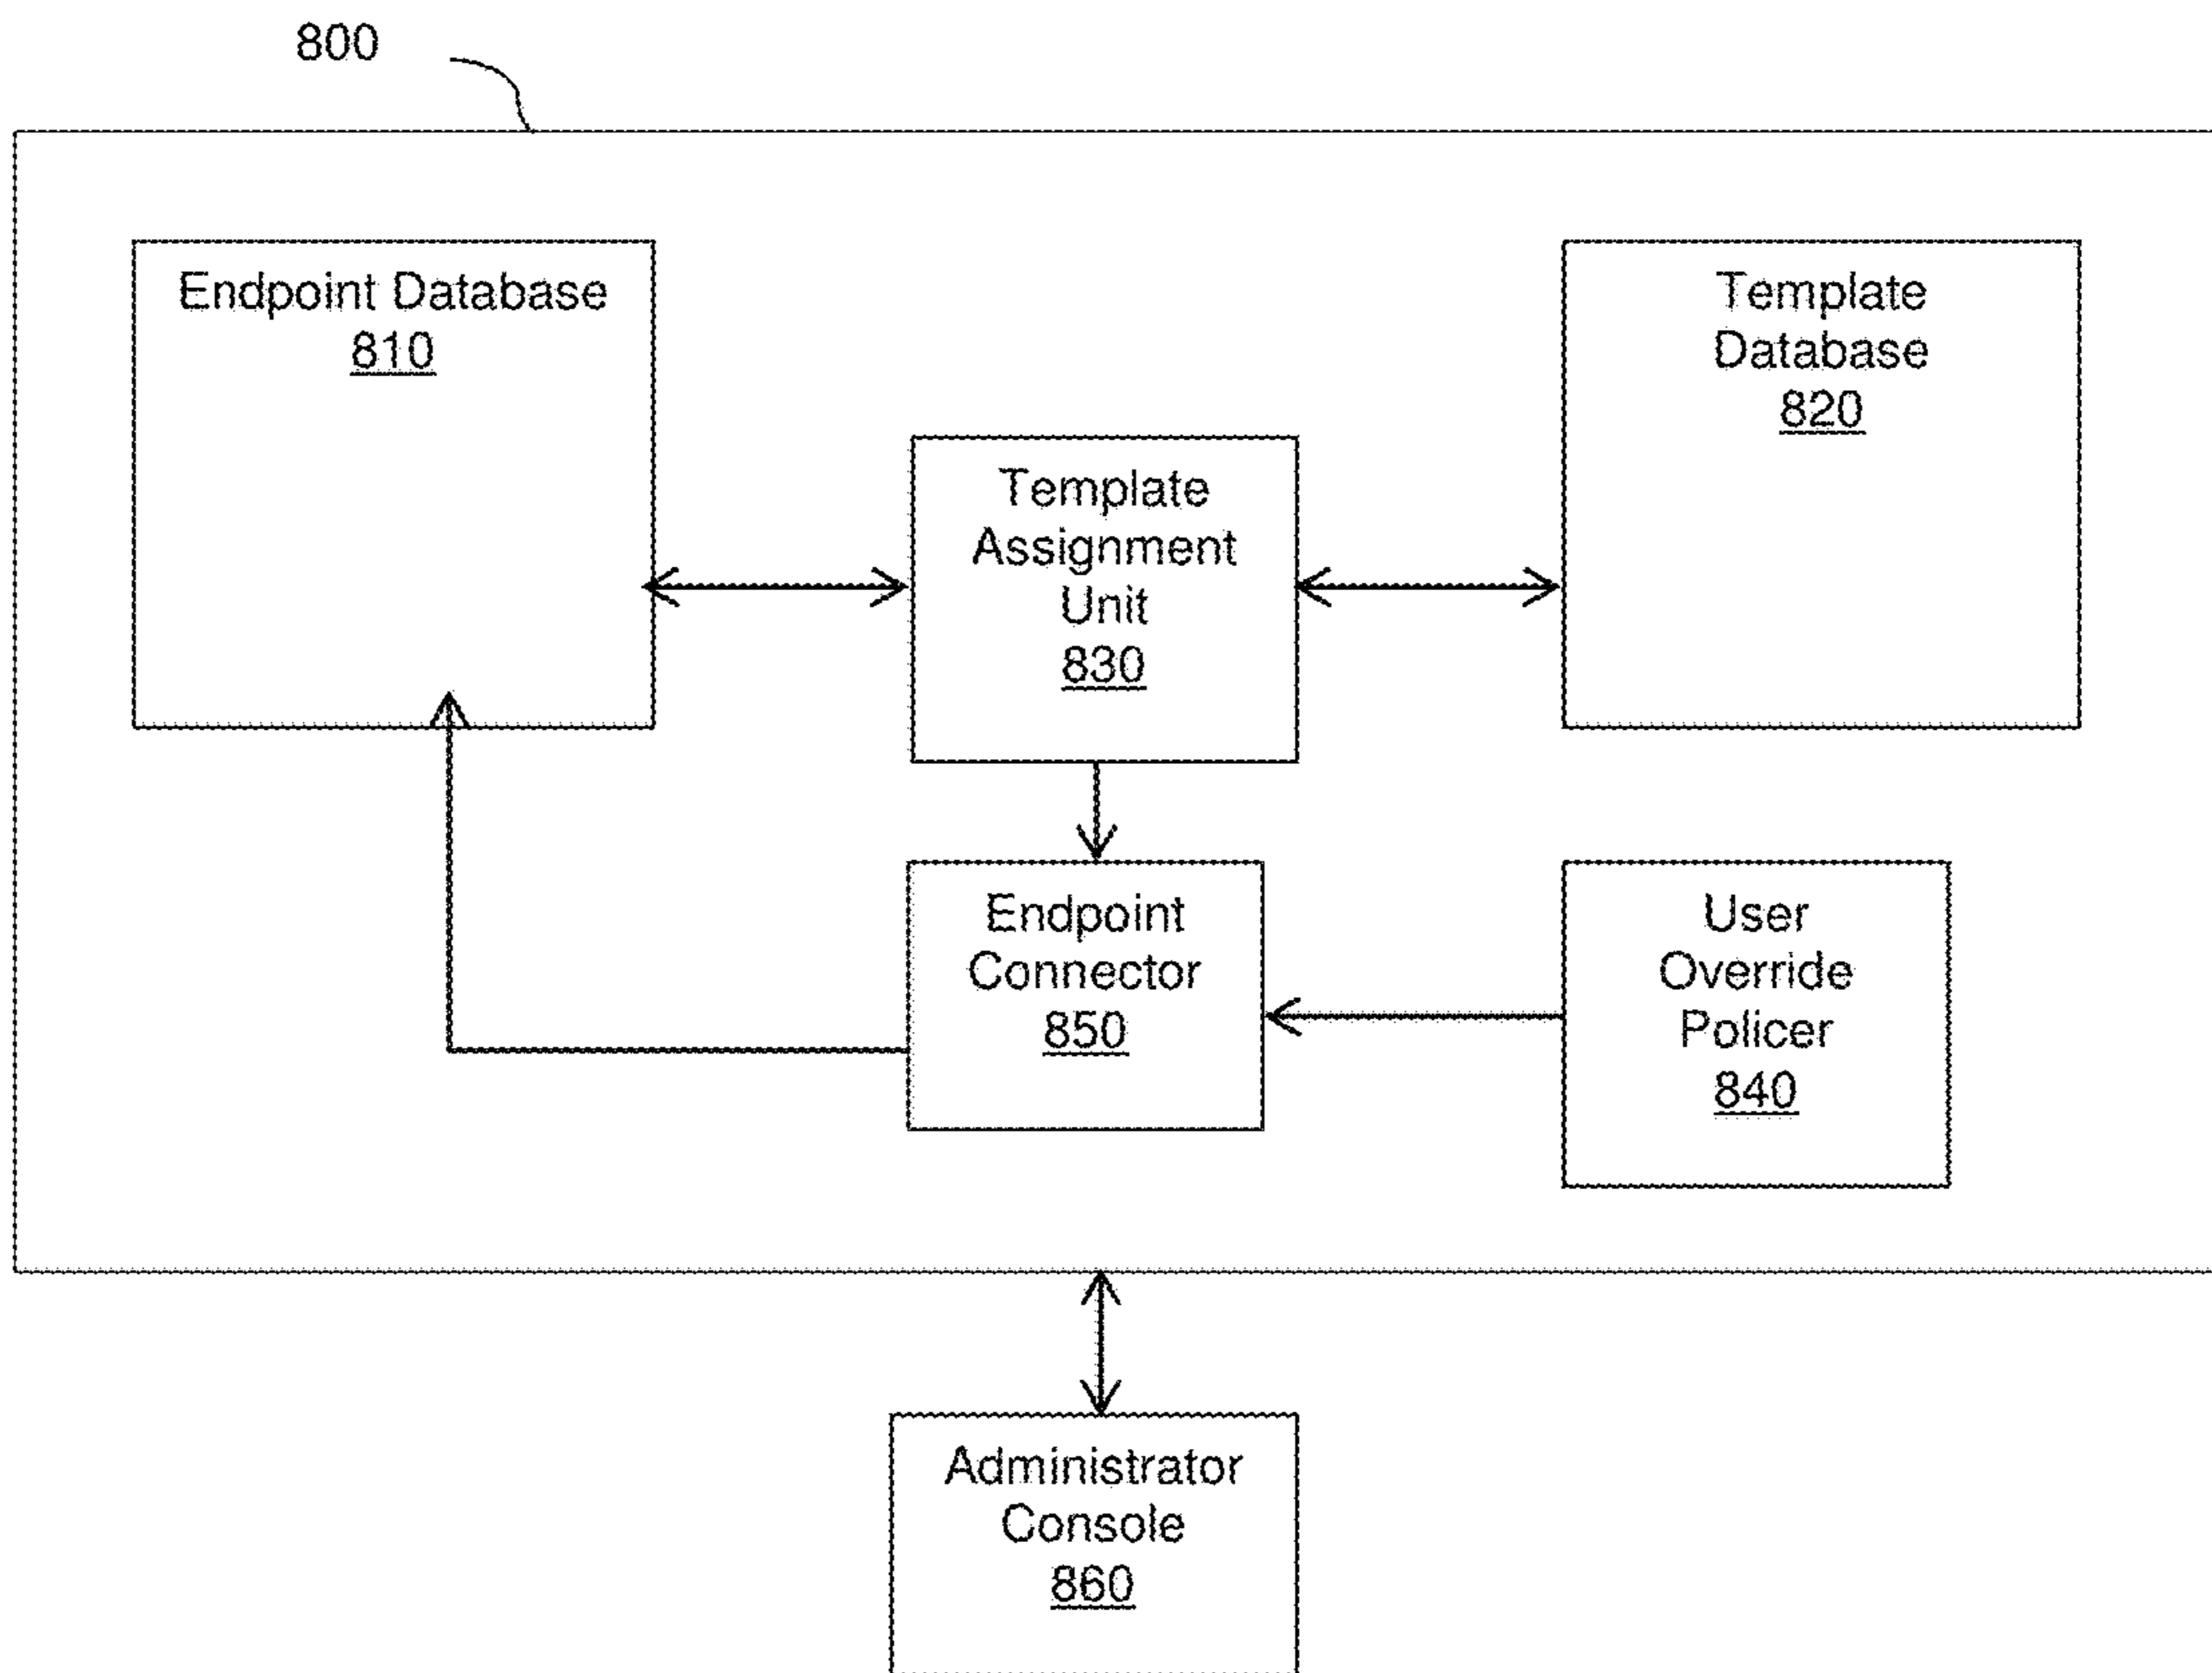 800
Endpoint Database
810
Template
Database
820
Template
Assignment
Unit
830
Endpoint
Connector
850
User
Override
Policer
840
Administrator
Console
860